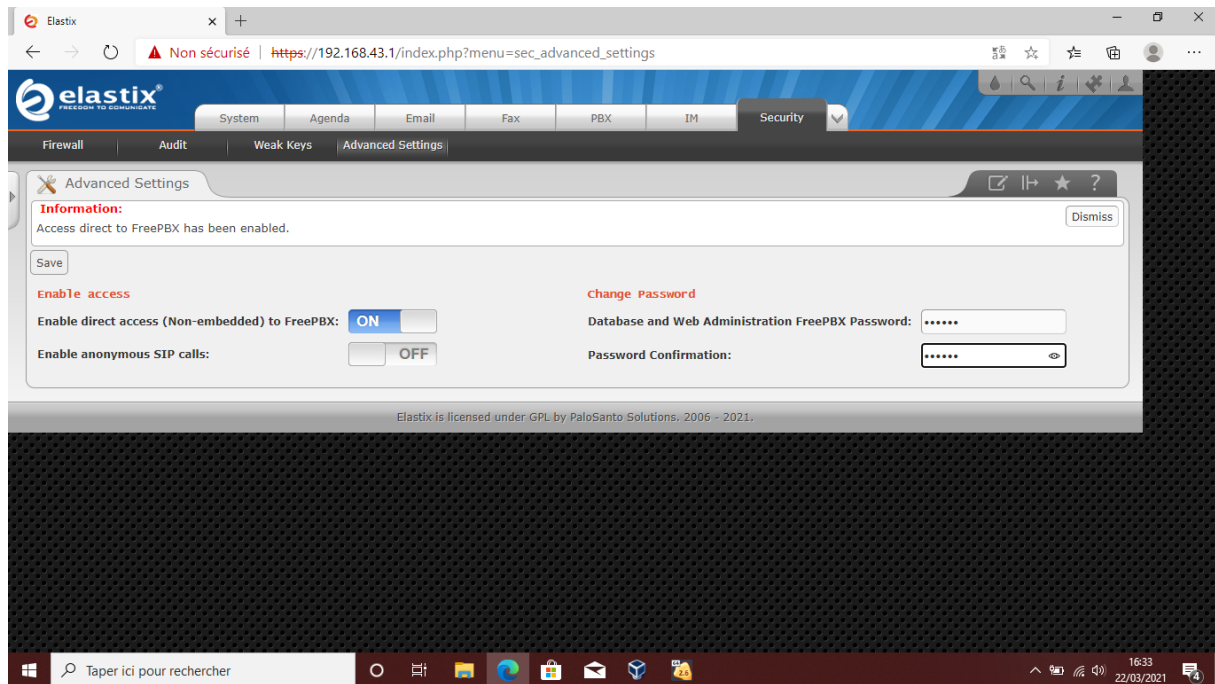 Elastix
Non sécurisé | https://192.168.43.1/index.php?menu=sec_advanced_settings
elastix®
FREEDOM TO COMUNICATE
System Agenda Email Fax PBX IM Security
Firewall Audit Weak Keys Advanced Settings
Advanced Settings
Information:
Dismiss
Access direct to FreePBX has been enabled.
Save
Enable access Change Password
Enable direct access (Non-embedded) to FreePBX: ON Database and Web Administration FreePBX Password: ••••••
Enable anonymous SIP calls: OFF Password Confirmation: ••••••
Elastix is licensed under GPL by PaloSanto Solutions. 2006 - 2021.
Taper ici pour rechercher
16:33
22/03/2021
4